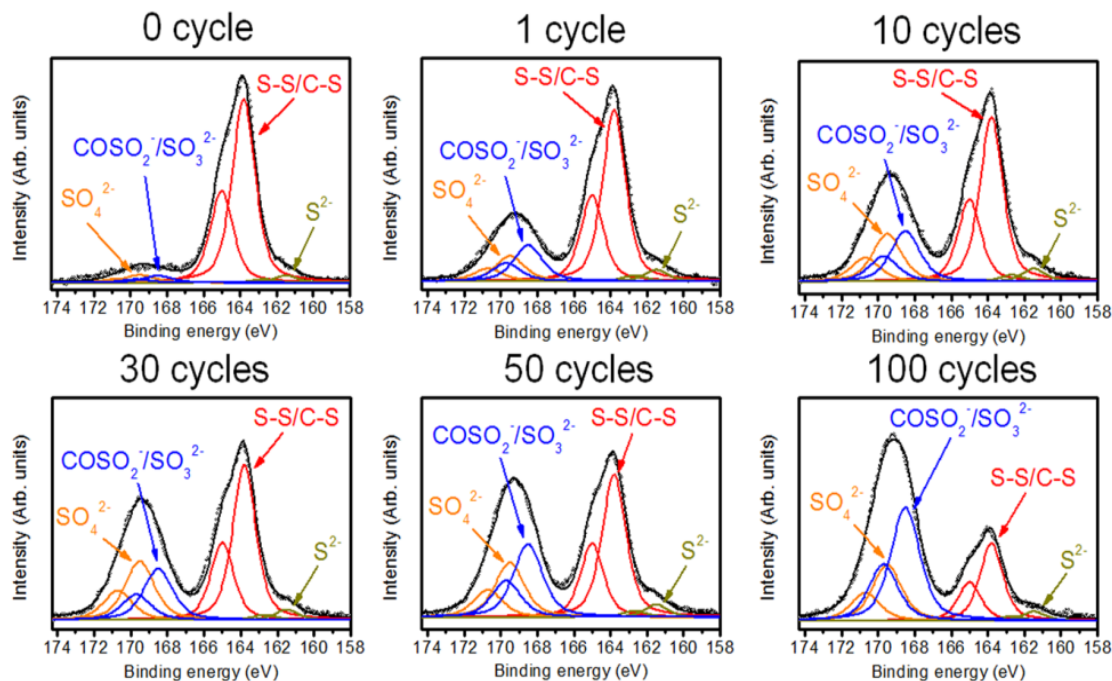 0 cycle
1 cycle
10 cycles
Intensity (Arb. units)
S-S/C-S
COSO₂⁻/SO₃²⁻
SO₄²⁻
S²⁻
174 172 170 168 166 164 162 160 158
Binding energy (eV)
Intensity (Arb. units)
S-S/C-S
COSO₂⁻/SO₃²⁻
SO₄²⁻
S²⁻
174 172 170 168 166 164 162 160 158
Binding energy (eV)
Intensity (Arb. units)
S-S/C-S
COSO₂⁻/SO₃²⁻
SO₄²⁻
S²⁻
174 172 170 168 166 164 162 160 158
Binding energy (eV)
30 cycles
50 cycles
100 cycles
Intensity (Arb. units)
S-S/C-S
COSO₂⁻/SO₃²⁻
SO₄²⁻
S²⁻
174 172 170 168 166 164 162 160 158
Binding energy (eV)
Intensity (Arb. units)
S-S/C-S
COSO₂⁻/SO₃²⁻
SO₄²⁻
S²⁻
174 172 170 168 166 164 162 160 158
Binding energy (eV)
Intensity (Arb. units)
COSO₂⁻/SO₃²⁻
S-S/C-S
SO₄²⁻
S²⁻
174 172 170 168 166 164 162 160 158
Binding energy (eV)